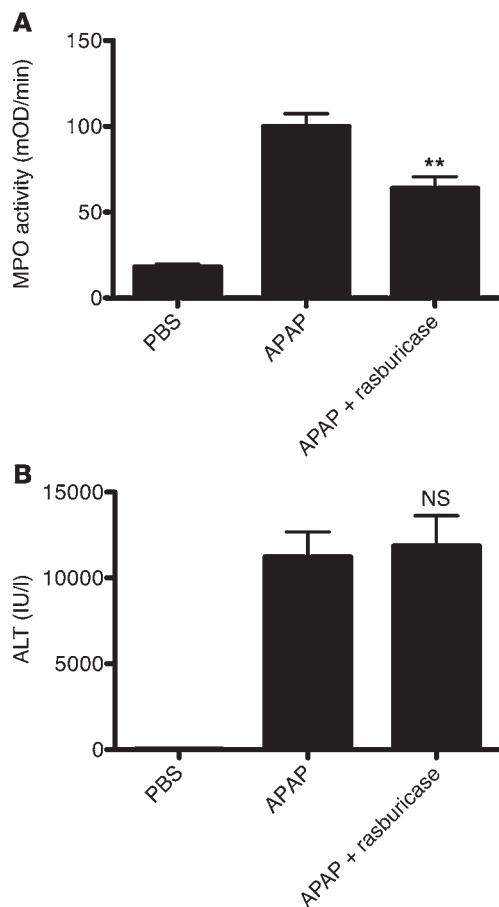 A
MPO activity (mOD/min)
150
100
50
0
**
PBS
APAP
APAP + rasburicase
B
ALT (IU/l)
15000
10000
5000
0
NS
PBS
APAP
APAP + rasburicase